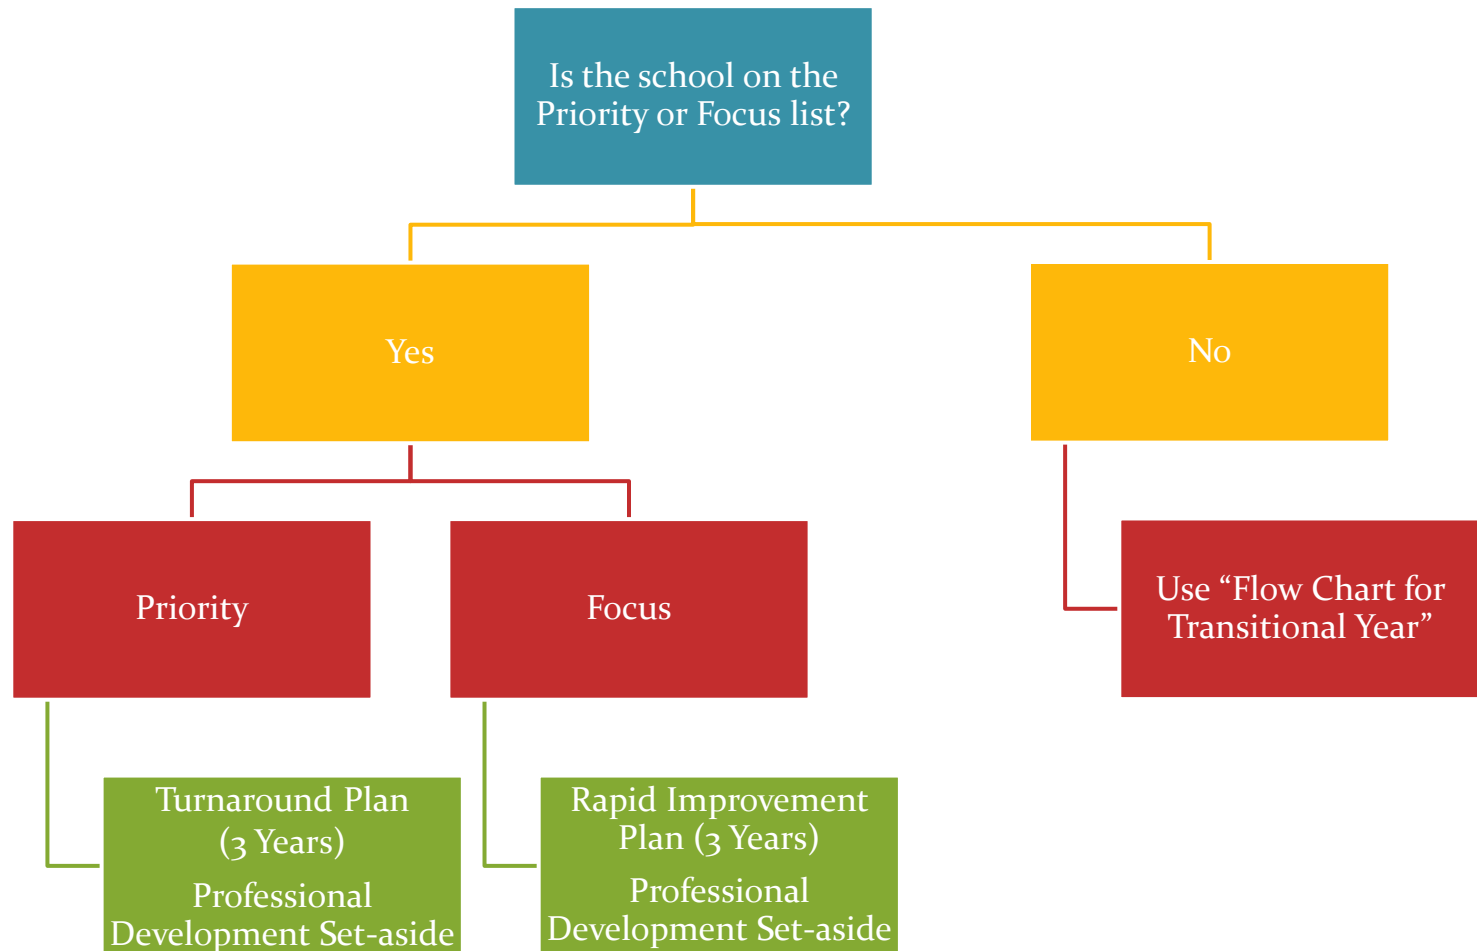 Is the school on the
Priority or Focus list?
Yes
No
Priority
Focus
Use “Flow Chart for
Transitional Year”
Turnaround Plan
(3 Years)
Professional
Development Set-aside
Rapid Improvement
Plan (3 Years)
Professional
Development Set-aside